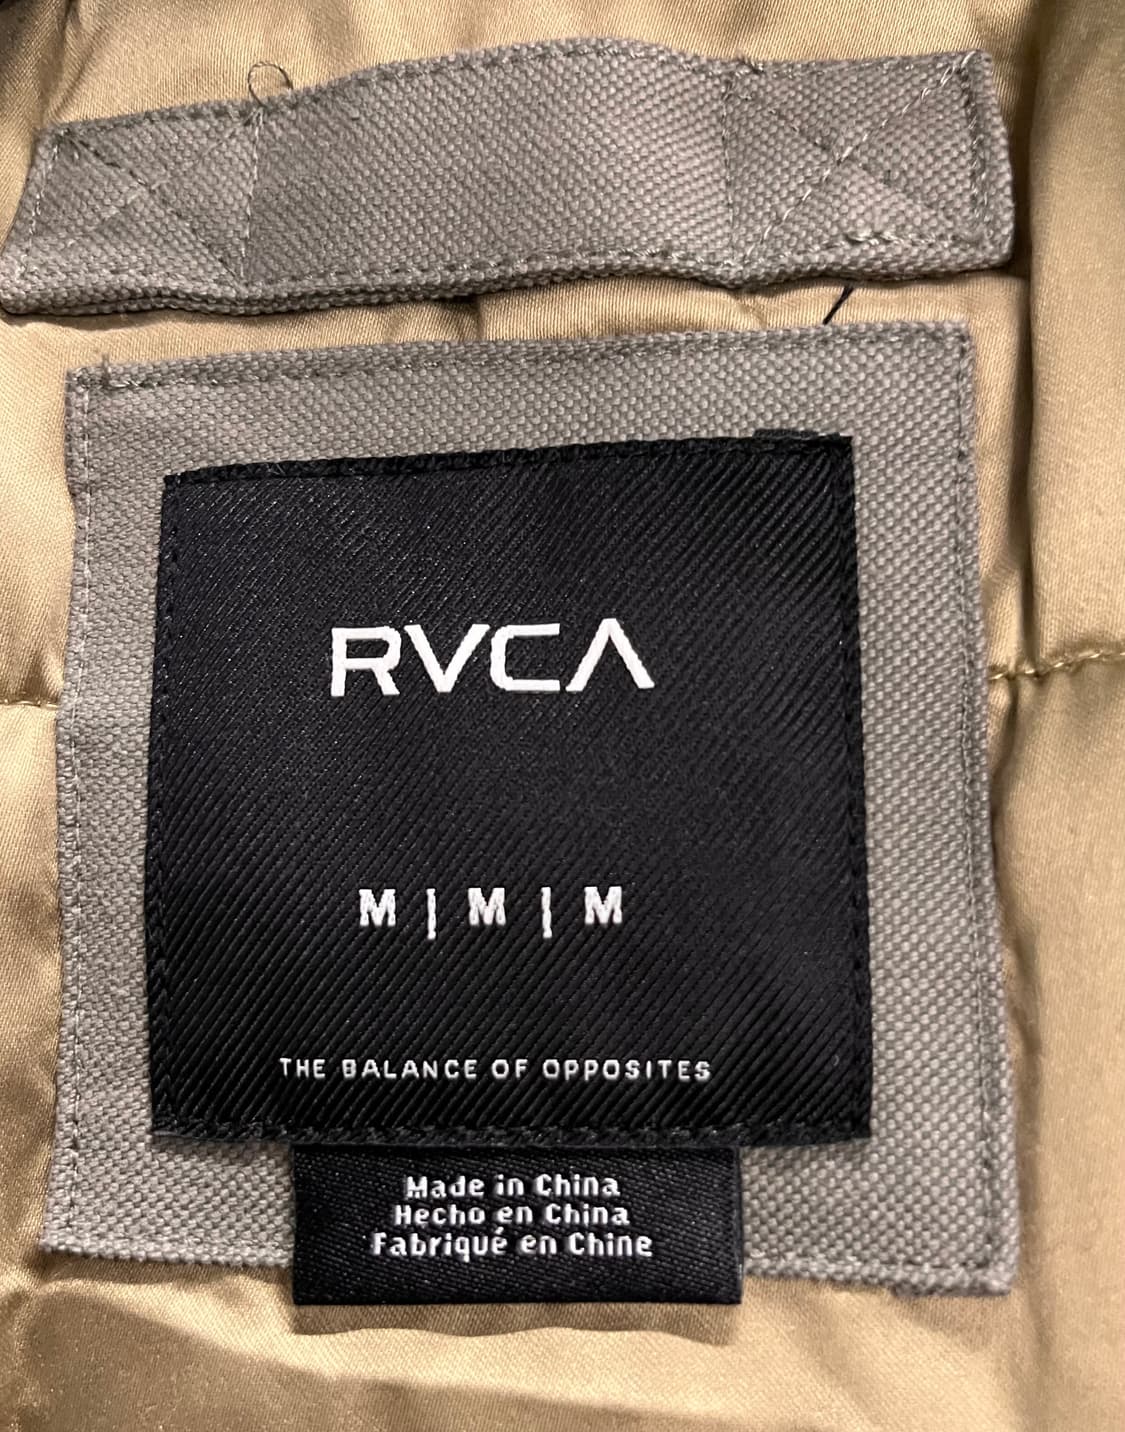 RVCA
M | M | M
THE BALANCE OF OPPOSITES
Made in China
Hecho en China
Fabriqué en Chine